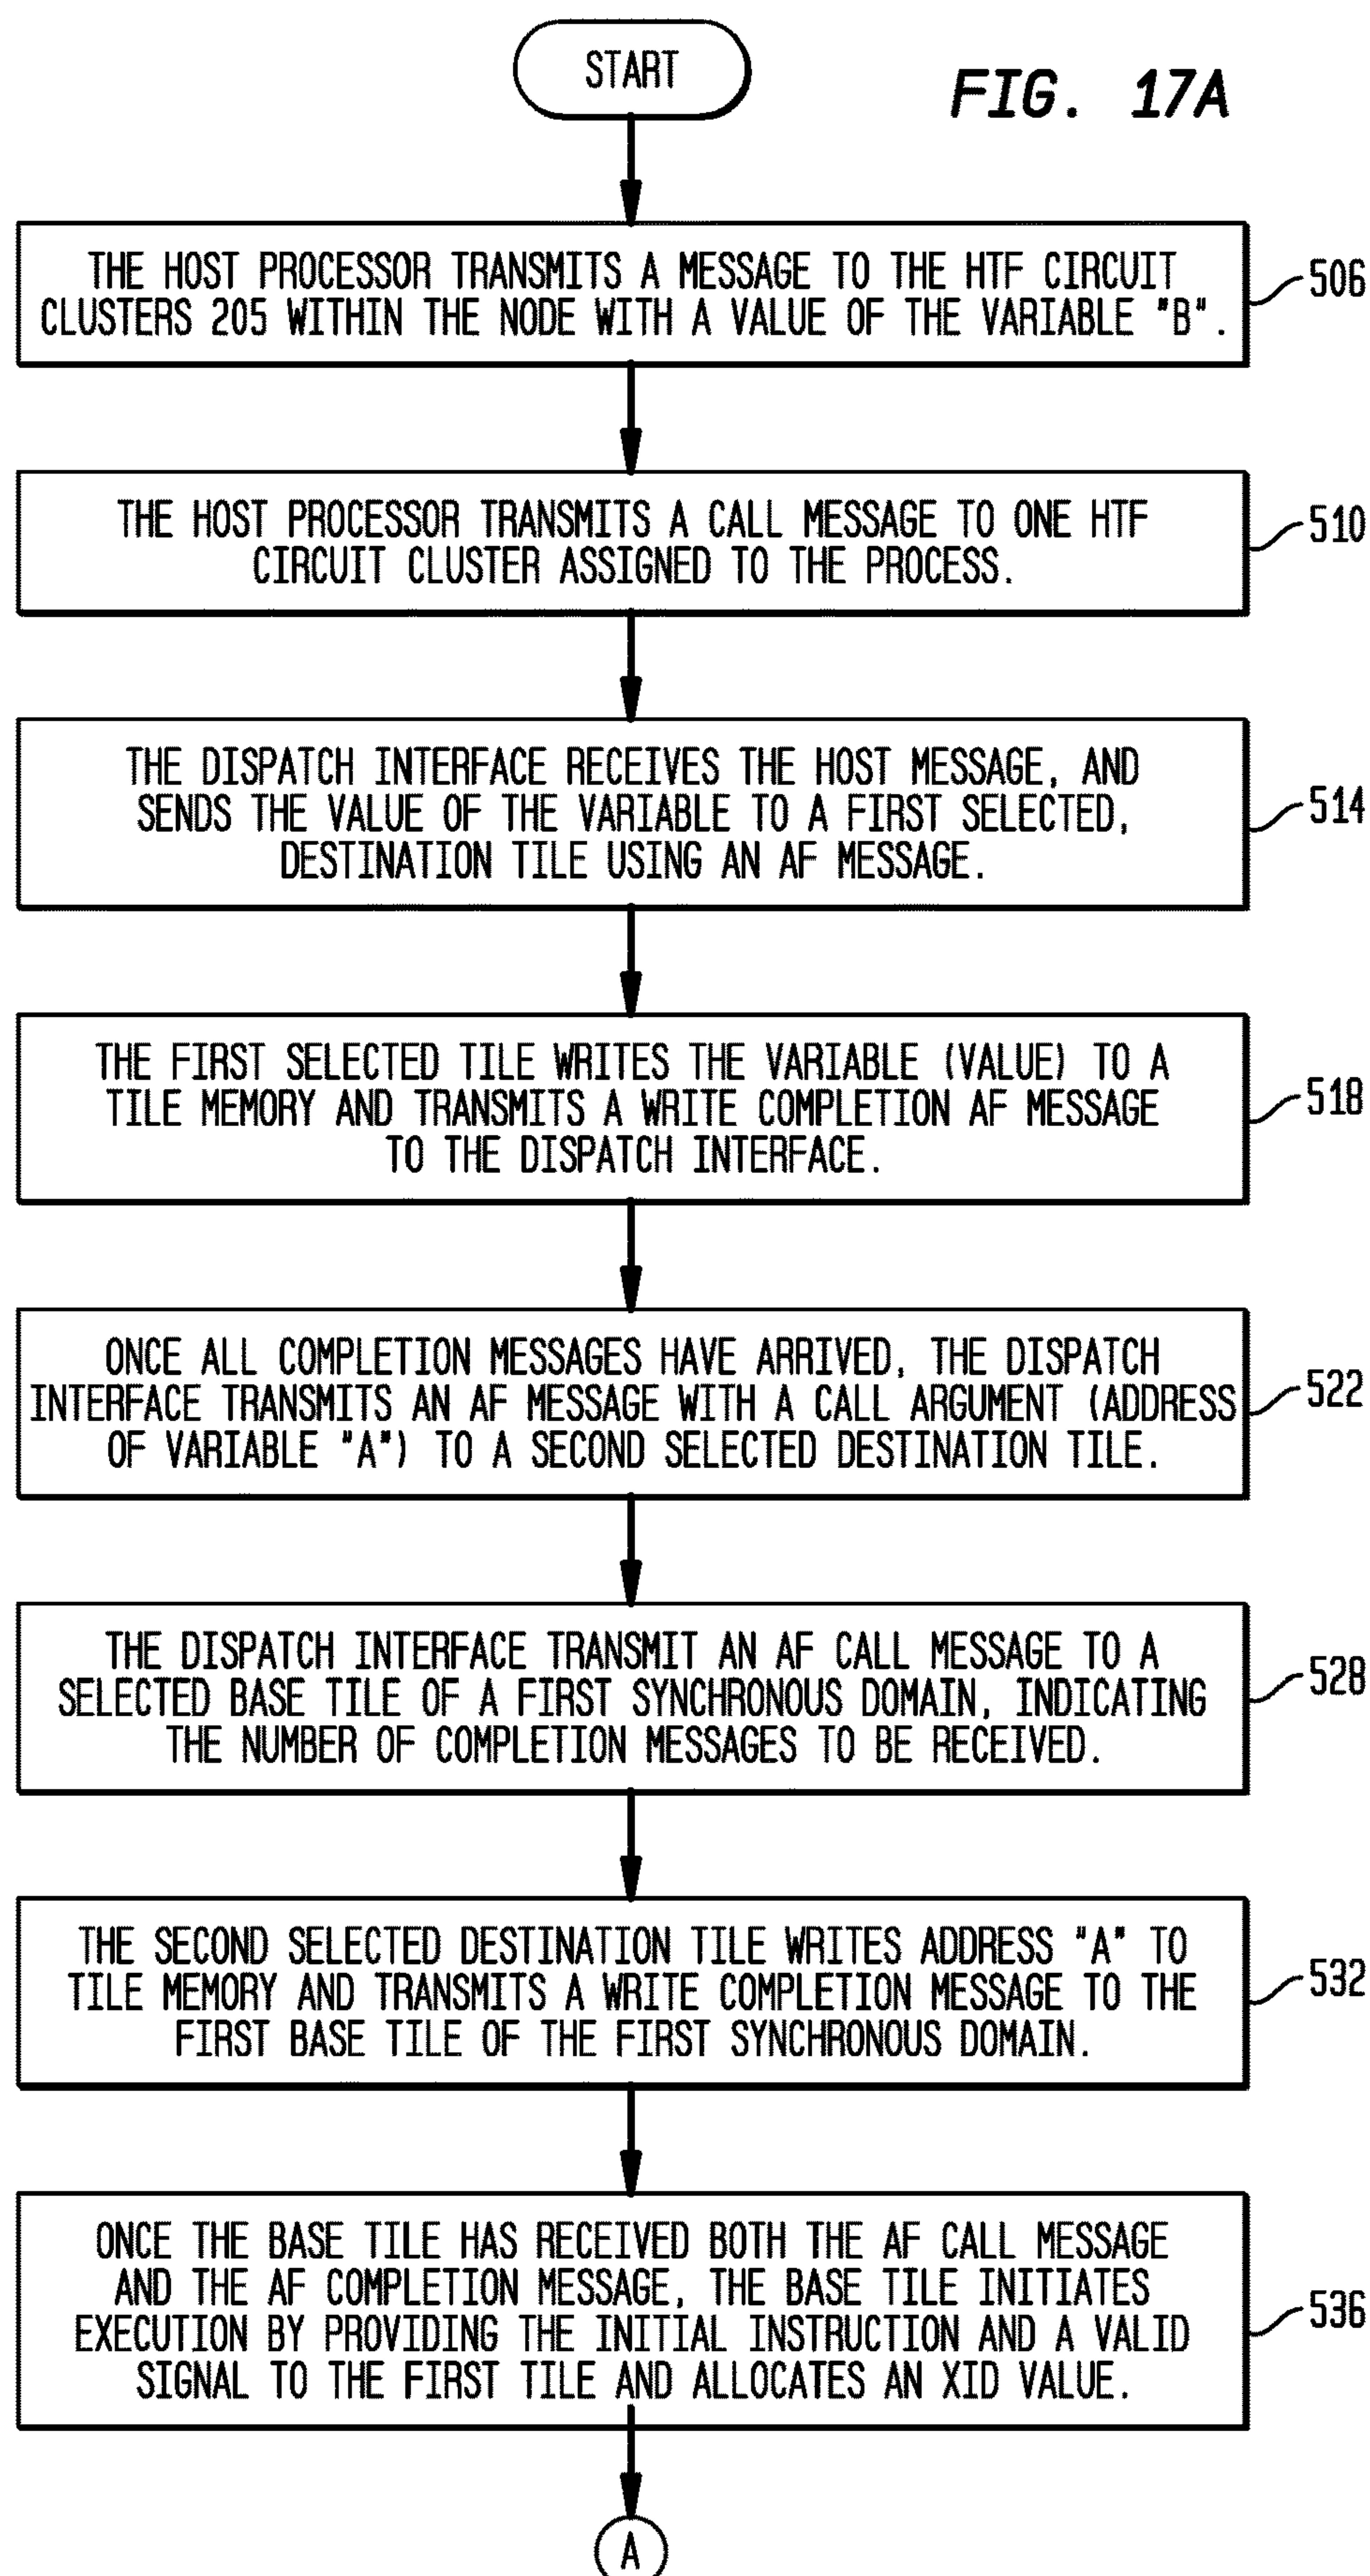 START
FIG. 17A
THE HOST PROCESSOR TRANSMITS A MESSAGE TO THE HTF CIRCUIT
CLUSTERS 205 WITHIN THE NODE WITH A VALUE OF THE VARIABLE "B".
506
THE HOST PROCESSOR TRANSMITS A CALL MESSAGE TO ONE HTF
CIRCUIT CLUSTER ASSIGNED TO THE PROCESS.
510
THE DISPATCH INTERFACE RECEIVES THE HOST MESSAGE, AND
SENDS THE VALUE OF THE VARIABLE TO A FIRST SELECTED,
DESTINATION TILE USING AN AF MESSAGE.
514
THE FIRST SELECTED TILE WRITES THE VARIABLE (VALUE) TO A
TILE MEMORY AND TRANSMITS A WRITE COMPLETION AF MESSAGE
TO THE DISPATCH INTERFACE.
518
ONCE ALL COMPLETION MESSAGES HAVE ARRIVED, THE DISPATCH
INTERFACE TRANSMITS AN AF MESSAGE WITH A CALL ARGUMENT (ADDRESS
OF VARIABLE "A") TO A SECOND SELECTED DESTINATION TILE.
522
THE DISPATCH INTERFACE TRANSMIT AN AF CALL MESSAGE TO A
SELECTED BASE TILE OF A FIRST SYNCHRONOUS DOMAIN, INDICATING
THE NUMBER OF COMPLETION MESSAGES TO BE RECEIVED.
528
THE SECOND SELECTED DESTINATION TILE WRITES ADDRESS "A" TO
TILE MEMORY AND TRANSMITS A WRITE COMPLETION MESSAGE TO THE
FIRST BASE TILE OF THE FIRST SYNCHRONOUS DOMAIN.
532
ONCE THE BASE TILE HAS RECEIVED BOTH THE AF CALL MESSAGE
AND THE AF COMPLETION MESSAGE, THE BASE TILE INITIATES
EXECUTION BY PROVIDING THE INITIAL INSTRUCTION AND A VALID
SIGNAL TO THE FIRST TILE AND ALLOCATES AN XID VALUE.
536
A